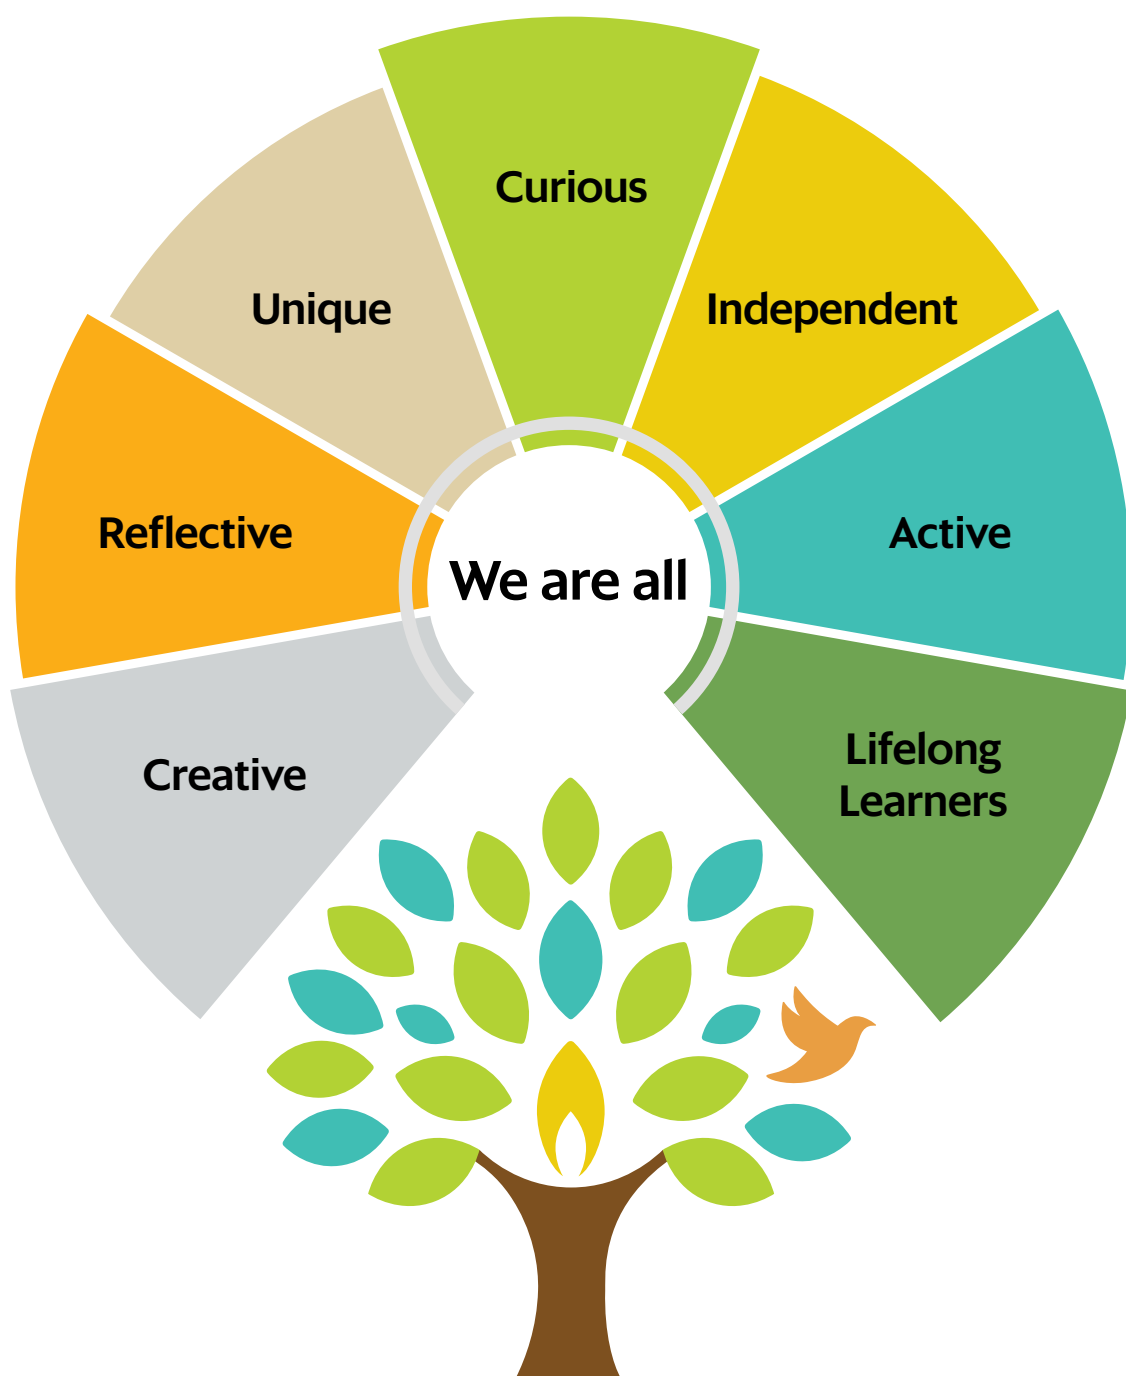 Curious
Unique
Independent
Reflective
Active
We are all
Creative
Lifelong
Learners